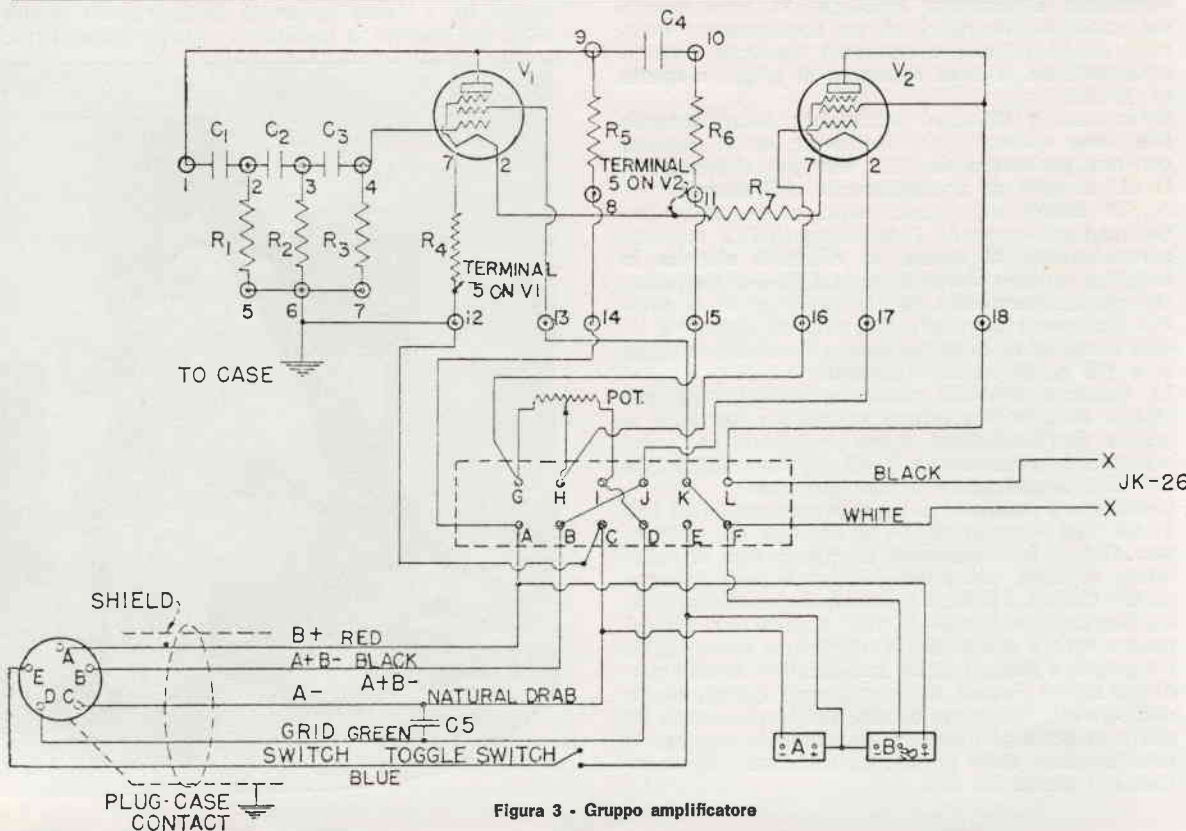 9 C4 10
V1 V2
C1 C2 C3
R5 R6
1 2 3 4 7 2 TERMINAL 7 2
5 ON V2 11
8 R7
R1 R2 R3 R4
TERMINAL
5 ON V1
5 6 7 12 13 14 15 16 17 18
TO CASE
POT.
G H I J K L BLACK X
JK-26
A B C D E F WHITE X
SHIELD
B+ RED
A+B- BLACK
A+B-
A- NATURAL DRAB
GRID GREEN C5
SWITCH TOGGLE SWITCH
BLUE
A B E D C
A B
PLUG-CASE
CONTACT
Figura 3 - Gruppo amplificatore